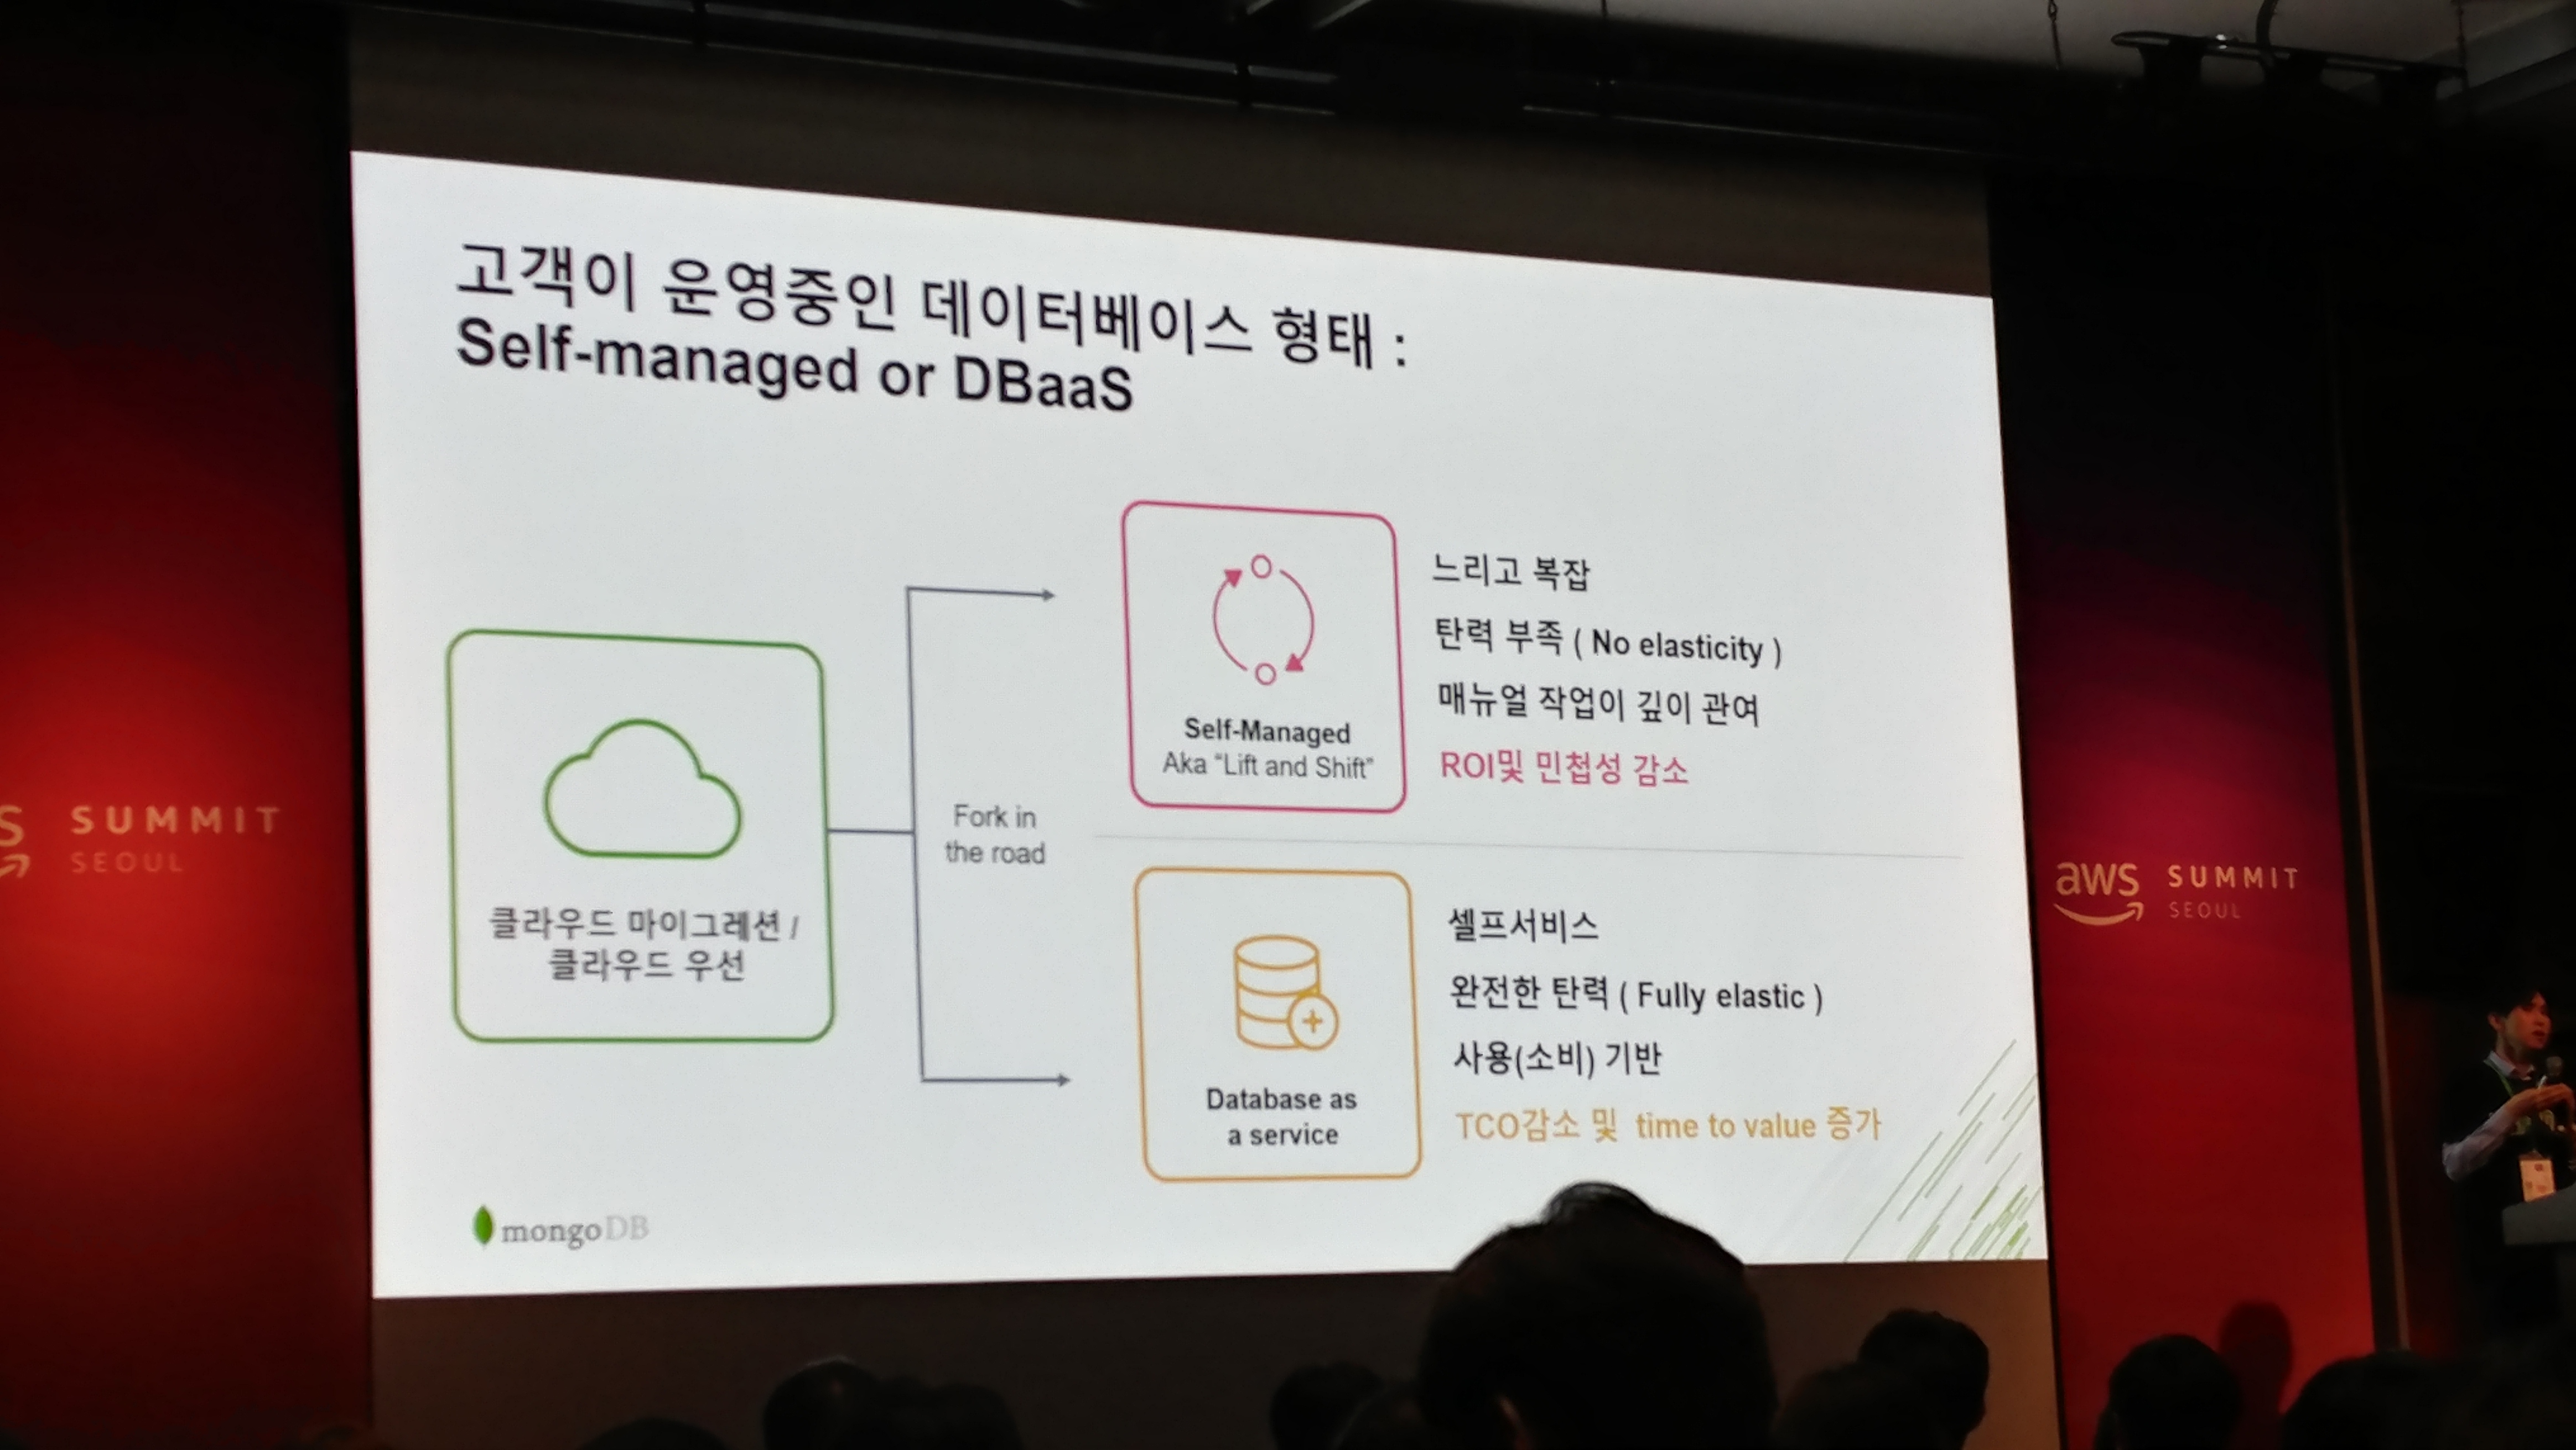 고객이 운영중인 데이터베이스 형태 :
Self-managed or DBaaS
클라우드 마이그레션 /
클라우드 우선
Fork in
the road
Self-Managed
Aka “Lift and Shift”
느리고 복잡
탄력 부족 ( No elasticity )
매뉴얼 작업이 깊이 관여
ROI및 민첩성 감소
Database as
a service
셀프서비스
완전한 탄력 ( Fully elastic )
사용(소비) 기반
TCO감소 및 time to value 증가
mongoDB
S SUMMIT
SEOUL
aws SUMMIT
SEOUL